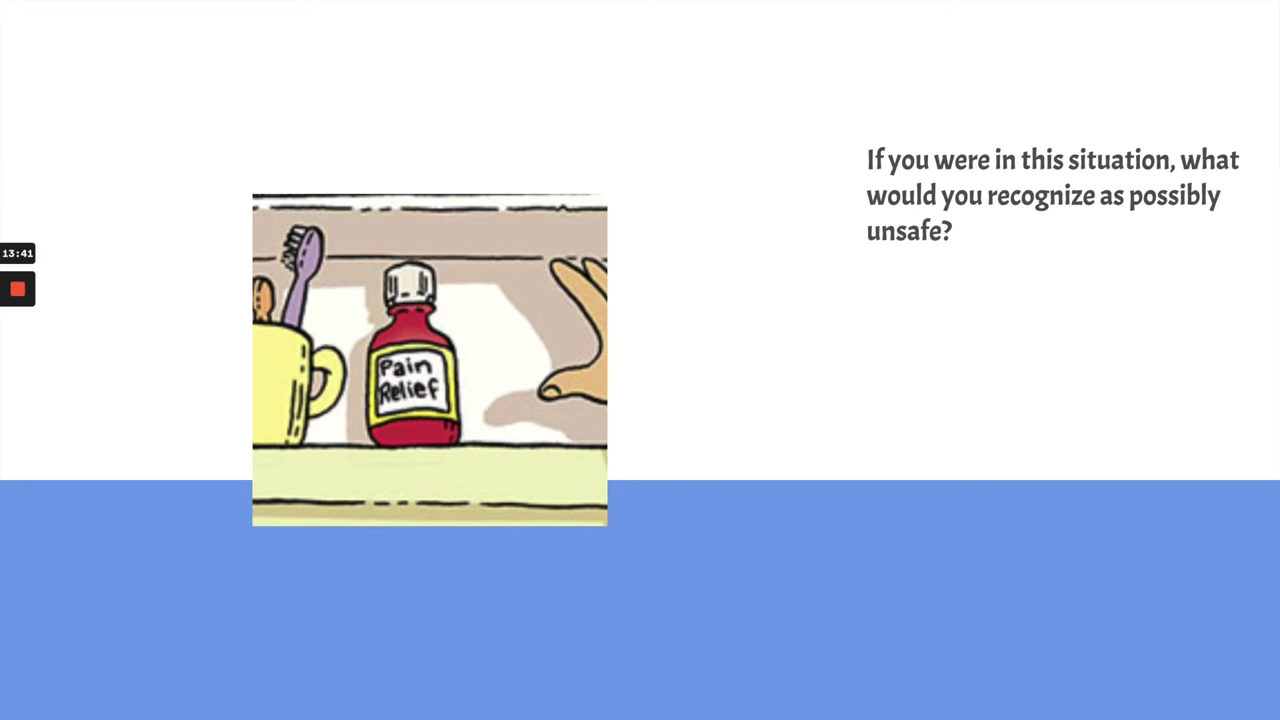 If you were in this situation, what
would you recognize as possibly
unsafe?
13:41
Pain
Relief